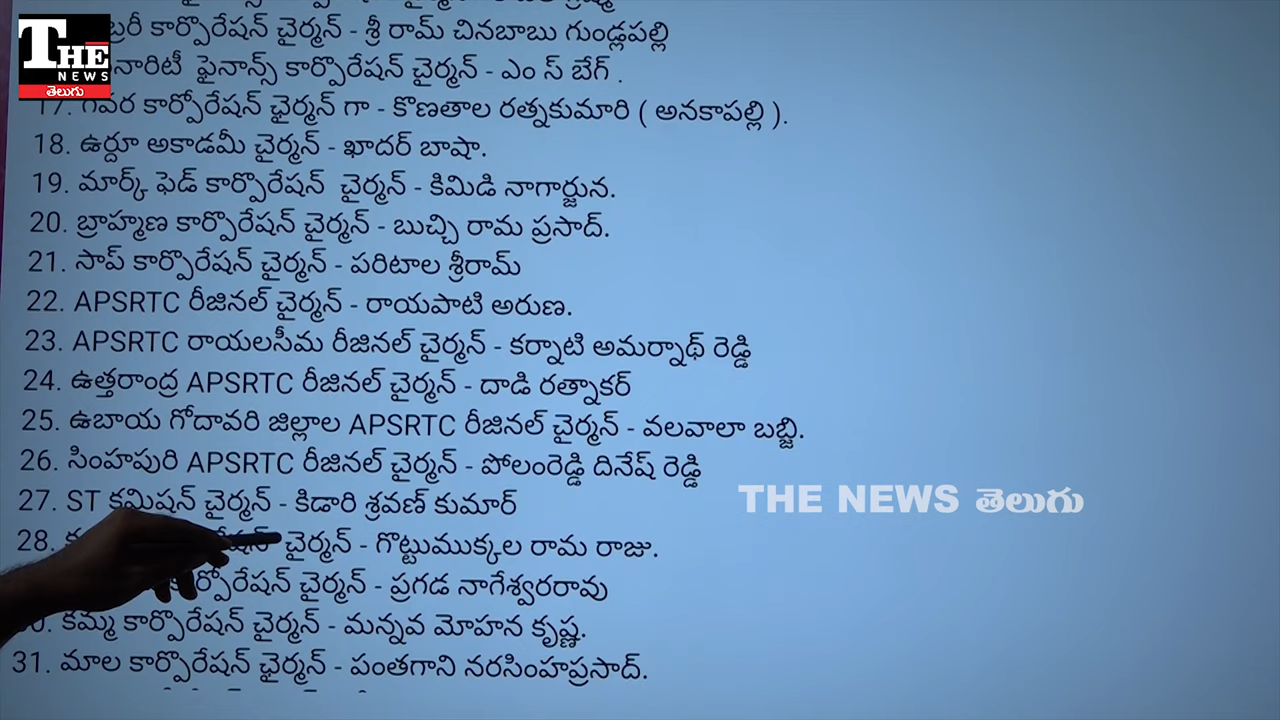 THE
NEWS
తెలుగు
కార్పొరేషన్ చైర్మన్ - శ్రీ రామ్ చినబాబు గుండ్లపల్లి
ఫైనాన్స్ కార్పొరేషన్ చైర్మన్ - ఎం స్ బేగ్ .
17. గవర కార్పోరేషన్ ఛైర్మన్ గా - కొణతాల రత్నకుమారి ( అనకాపల్లి ).
18. ఉర్దూ అకాడమీ చైర్మన్ - ఖాదర్ బాషా.
19. మార్క్ ఫెడ్ కార్పొరేషన్ చైర్మన్ - కిమిడి నాగార్జున.
20. బ్రాహ్మణ కార్పొరేషన్ చైర్మన్ - బుచ్చి రామ ప్రసాద్.
21. సాప్ కార్పొరేషన్ చైర్మన్ - పరిటాల శ్రీరామ్
22. APSRTC రీజినల్ చైర్మన్ - రాయపాటి అరుణ.
23. APSRTC రాయలసీమ రీజినల్ చైర్మన్ - కర్నాటి అమర్నాథ్ రెడ్డి
24. ఉత్తరాంద్ర APSRTC రీజినల్ చైర్మన్ - దాడి రత్నాకర్
25. ఉబాయ గోదావరి జిల్లాల APSRTC రీజినల్ చైర్మన్ - వలవాలా బబ్జి.
26. సింహపురి APSRTC రీజినల్ చైర్మన్ - పోలంరెడ్డి దినేష్ రెడ్డి
27. ST కమిషన్ చైర్మన్ - కిడారి శ్రవణ్ కుమార్
THE NEWS తెలుగు
28. చైర్మన్ - గొట్టుముక్కల రామ రాజు.
కార్పోరేషన్ చైర్మన్ - ప్రగడ నాగేశ్వరరావు
30. కమ్మ కార్పొరేషన్ చైర్మన్ - మన్నవ మోహన కృష్ణ.
31. మాల కార్పొరేషన్ ఛైర్మన్ - పంతగాని నరసింహప్రసాద్.